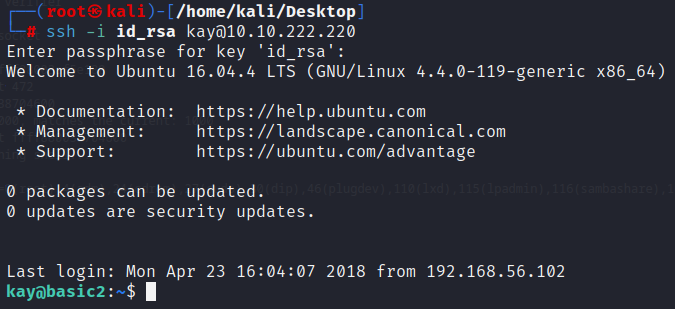 (root㉿kali)-[/home/kali/Desktop]
# ssh -i id_rsa kay@10.10.222.220
Enter passphrase for key 'id_rsa':
Welcome to Ubuntu 16.04.4 LTS (GNU/Linux 4.4.0-119-generic x86_64)
* Documentation:  https://help.ubuntu.com
* Management:     https://landscape.canonical.com
* Support:        https://ubuntu.com/advantage
0 packages can be updated.
0 updates are security updates.
Last login: Mon Apr 23 16:04:07 2018 from 192.168.56.102
kay@basic2:~$